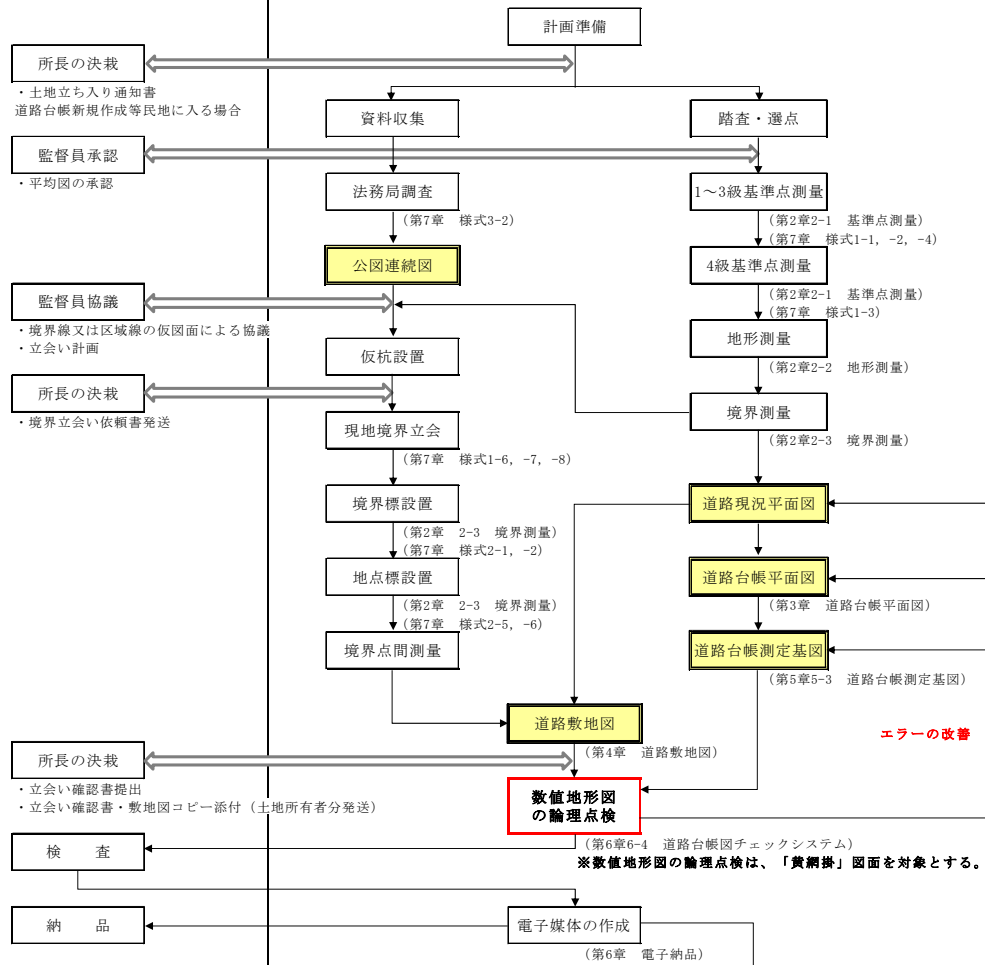 計画準備
所長の決裁
・土地立ち入り通知書
道路台帳新規作成等民地に入る場合
資料収集
踏査・選点
監督員承認
・平均図の承認
法務局調査
(第7章　様式3-2)
1～3級基準点測量
(第2章2-1　基準点測量)
(第7章　様式1-1, -2, -4)
公図連続図
4級基準点測量
(第2章2-1　基準点測量)
(第7章　様式1-3)
監督員協議
・境界線又は区域線の仮図面による協議
・立会い計画
仮杭設置
地形測量
(第2章2-2　地形測量)
所長の決裁
・境界立会い依頼書発送
現地境界立会
(第7章　様式1-6, -7, -8)
境界測量
(第2章2-3　境界測量)
境界標設置
(第2章　2-3　境界測量)
(第7章　様式2-1, -2)
道路現況平面図
地点標設置
(第2章　2-3　境界測量)
(第7章　様式2-5, -6)
道路台帳平面図
(第3章　道路台帳平面図)
境界点間測量
道路台帳測定基図
(第5章5-3　道路台帳測定基図)
道路敷地図
(第4章　道路敷地図)
エラーの改善
所長の決裁
・立会い確認書提出
・立会い確認書・敷地図コピー添付（土地所有者分発送）
数値地形図
の論理点検
(第6章6-4　道路台帳図チェックシステム)
※数値地形図の論理点検は、「黄網掛」図面を対象とする。
検　査
納　品
電子媒体の作成
(第6章　電子納品)